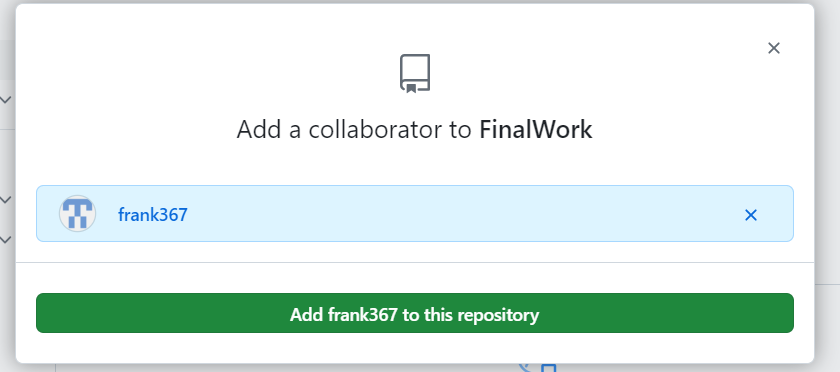 Add a collaborator to FinalWork
frank367
Add frank367 to this repository